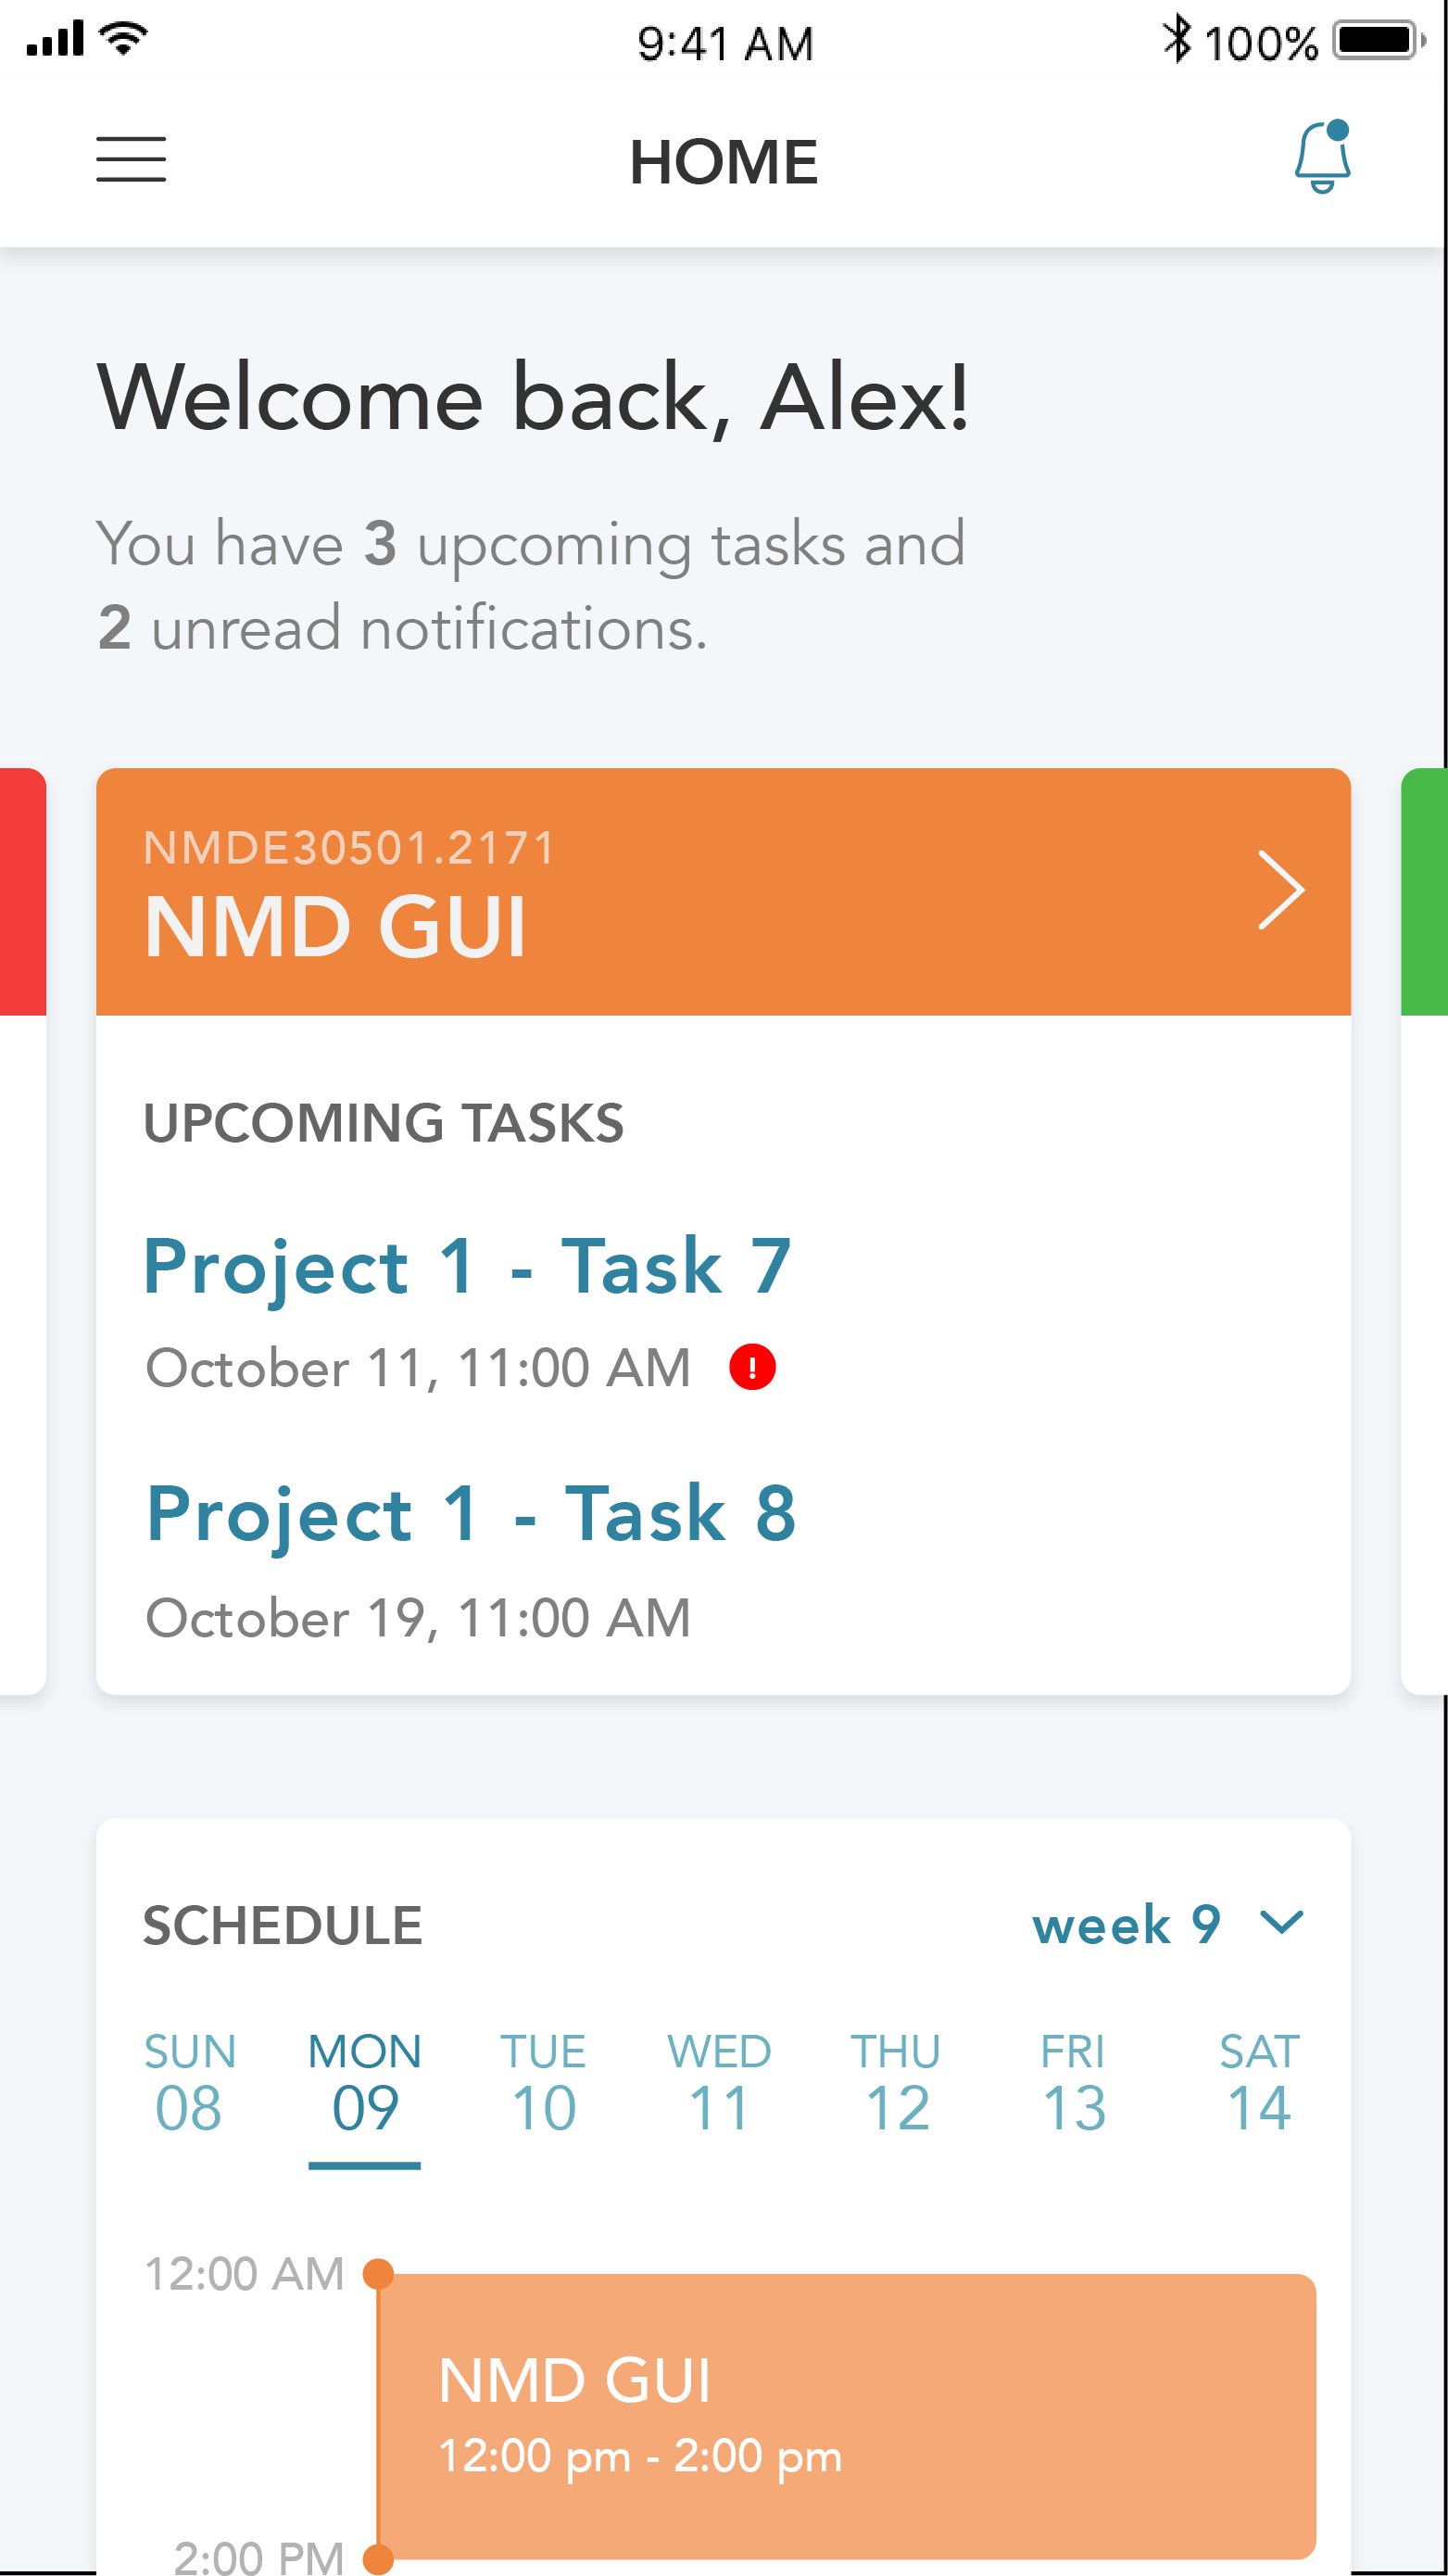 9:41 AM
100%
HOME
Welcome back, Alex!
You have 3 upcoming tasks and
2 unread notifications.
NMDE30501.2171
NMD GUI
UPCOMING TASKS
Project 1 - Task 7
October 11, 11:00 AM
!
Project 1 - Task 8
October 19, 11:00 AM
SCHEDULE
week 9
SUN MON TUE WED THU FRI SAT
08 09 10 11 12 13 14
12:00 AM
NMD GUI
12:00 pm - 2:00 pm
2:00 PM